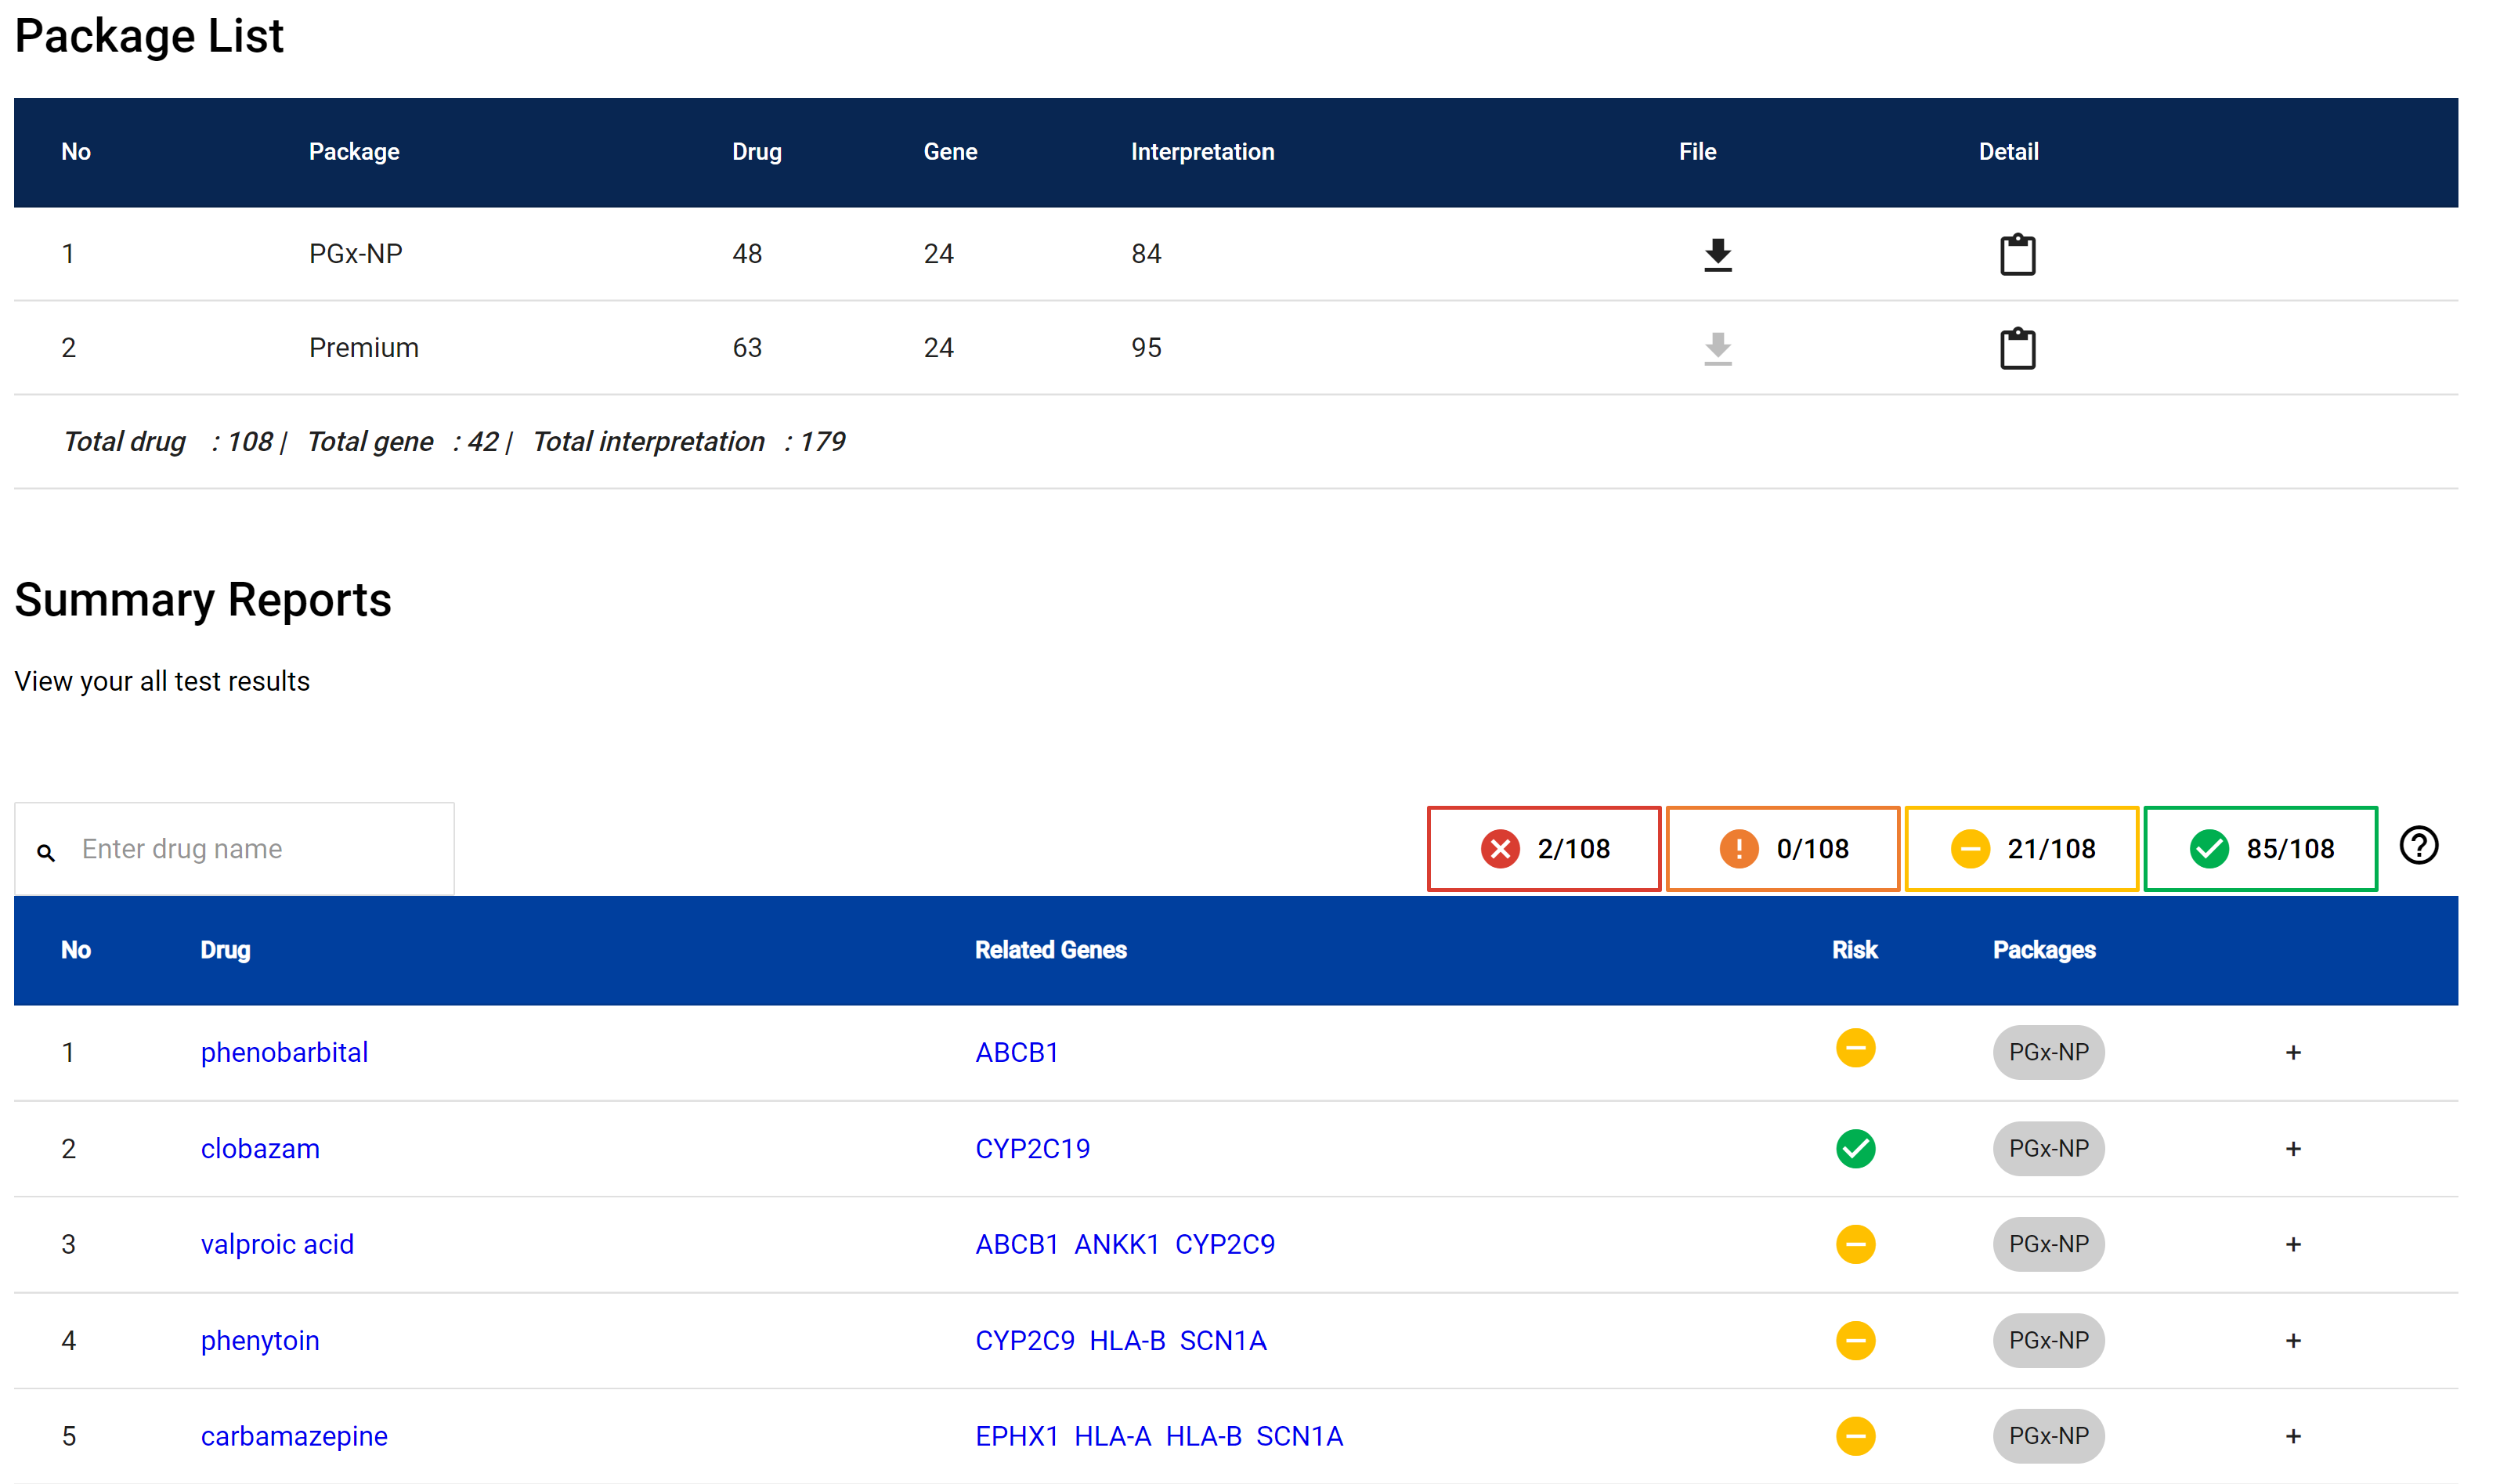 Package List
No Package Drug Gene Interpretation File Detail
1 PGx-NP 48 24 84
2 Premium 63 24 95
Total drug : 108 | Total gene : 42 | Total interpretation : 179
Summary Reports
View your all test results
Enter drug name 2/108 0/108 21/108 85/108
No Drug Related Genes Risk Packages
1 phenobarbital ABCB1 PGx-NP +
2 clobazam CYP2C19 PGx-NP +
3 valproic acid ABCB1 ANKK1 CYP2C9 PGx-NP +
4 phenytoin CYP2C9 HLA-B SCN1A PGx-NP +
5 carbamazepine EPHX1 HLA-A HLA-B SCN1A PGx-NP +